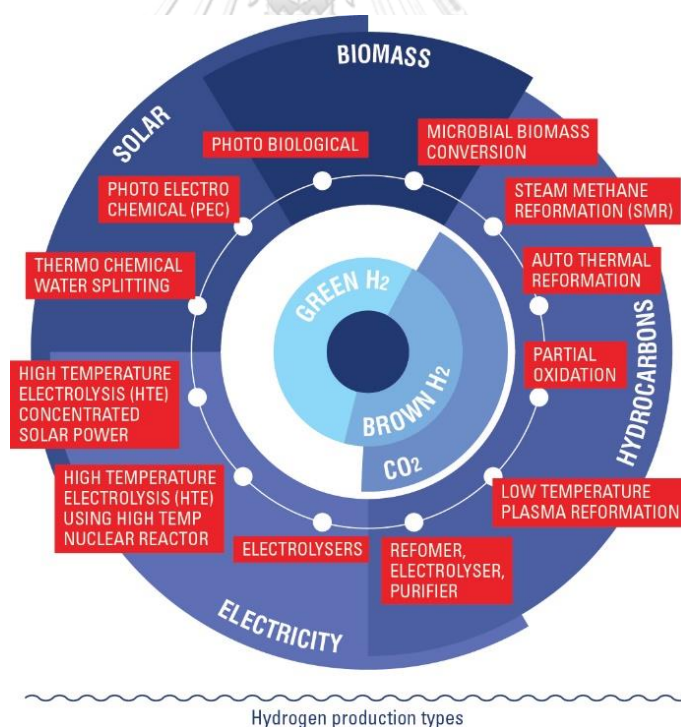 BIOMASS
SOLAR
PHOTO BIOLOGICAL
MICROBIAL BIOMASS
CONVERSION
PHOTO ELECTRO
CHEMICAL (PEC)
STEAM METHANE
REFORMATION (SMR)
THERMO CHEMICAL
WATER SPLITTING
AUTO THERMAL
REFORMATION
GREEN H2
BROWN H2
CO2
HIGH TEMPERATURE
ELECTROLYSIS (HTE)
CONCENTRATED
SOLAR POWER
PARTIAL
OXIDATION
HYDROCARBONS
HIGH TEMPERATURE
ELECTROLYSIS (HTE)
USING HIGH TEMP
NUCLEAR REACTOR
LOW TEMPERATURE
PLASMA REFORMATION
ELECTROLYSERS
REFOMER,
ELECTROLYSER,
PURIFIER
ELECTRICITY
Hydrogen production types